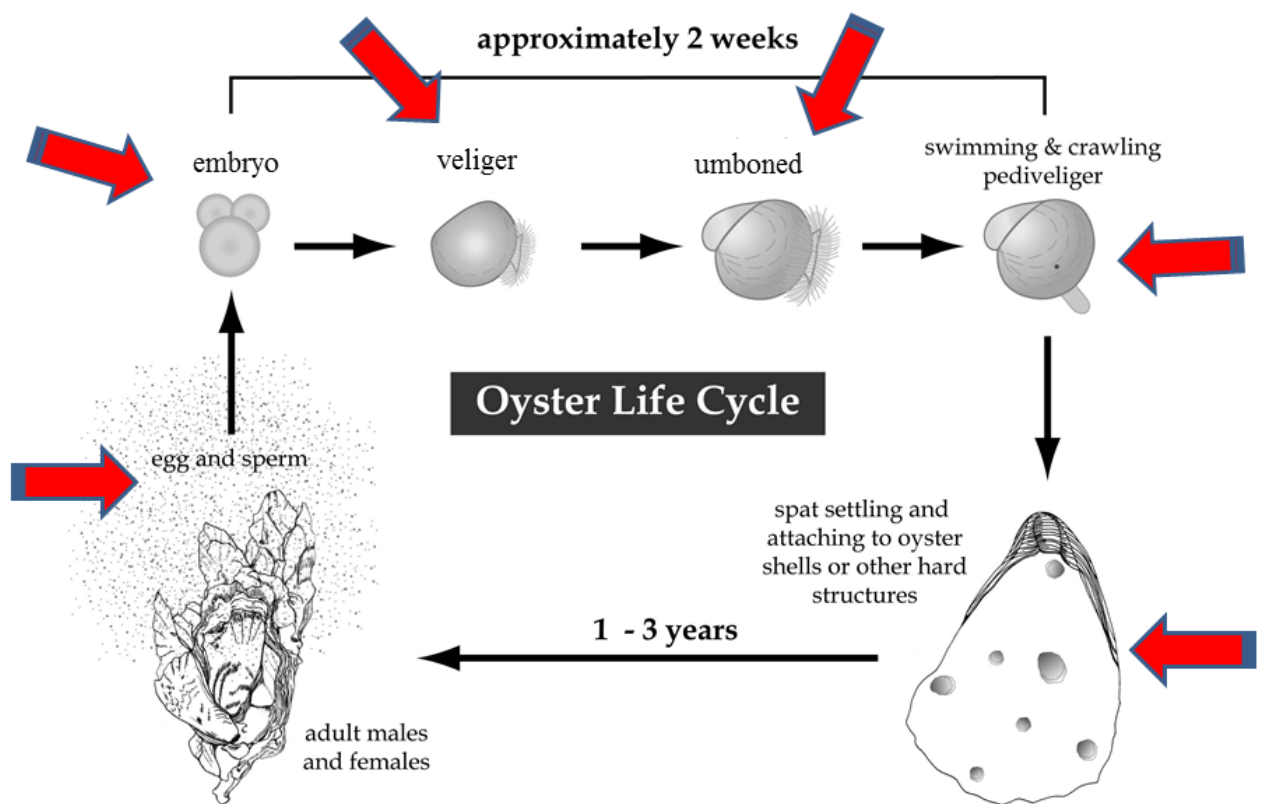 approximately 2 weeks
embryo
veliger
umboned
swimming & crawling
pediveliger
Oyster Life Cycle
egg and sperm
spat settling and
attaching to oyster
shells or other hard
structures
1 - 3 years
adult males
and females